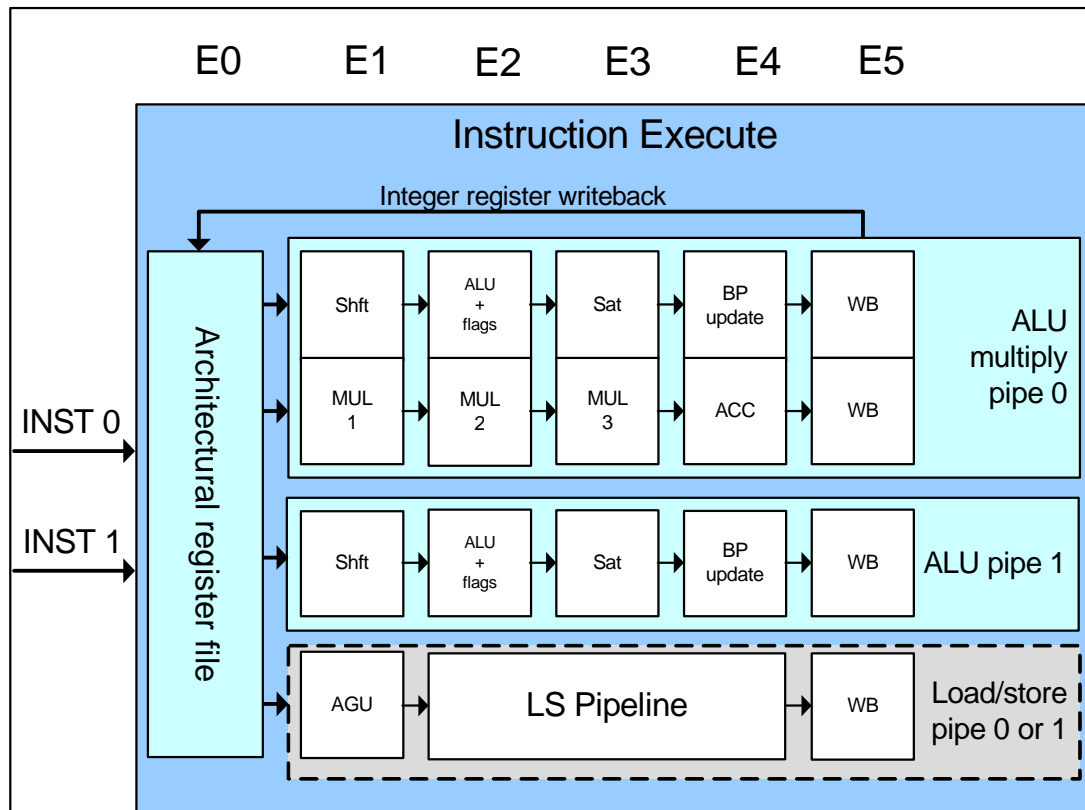 E0 E1 E2 E3 E4 E5
Instruction Execute
Integer register writeback
Architectural register file
INST 0
INST 1
Shft
ALU
+
flags
Sat
BP
update
WB
MUL
1
MUL
2
MUL
3
ACC
WB
ALU
multiply
pipe 0
Shft
ALU
+
flags
Sat
BP
update
WB
ALU pipe 1
AGU
LS Pipeline
WB
Load/store
pipe 0 or 1